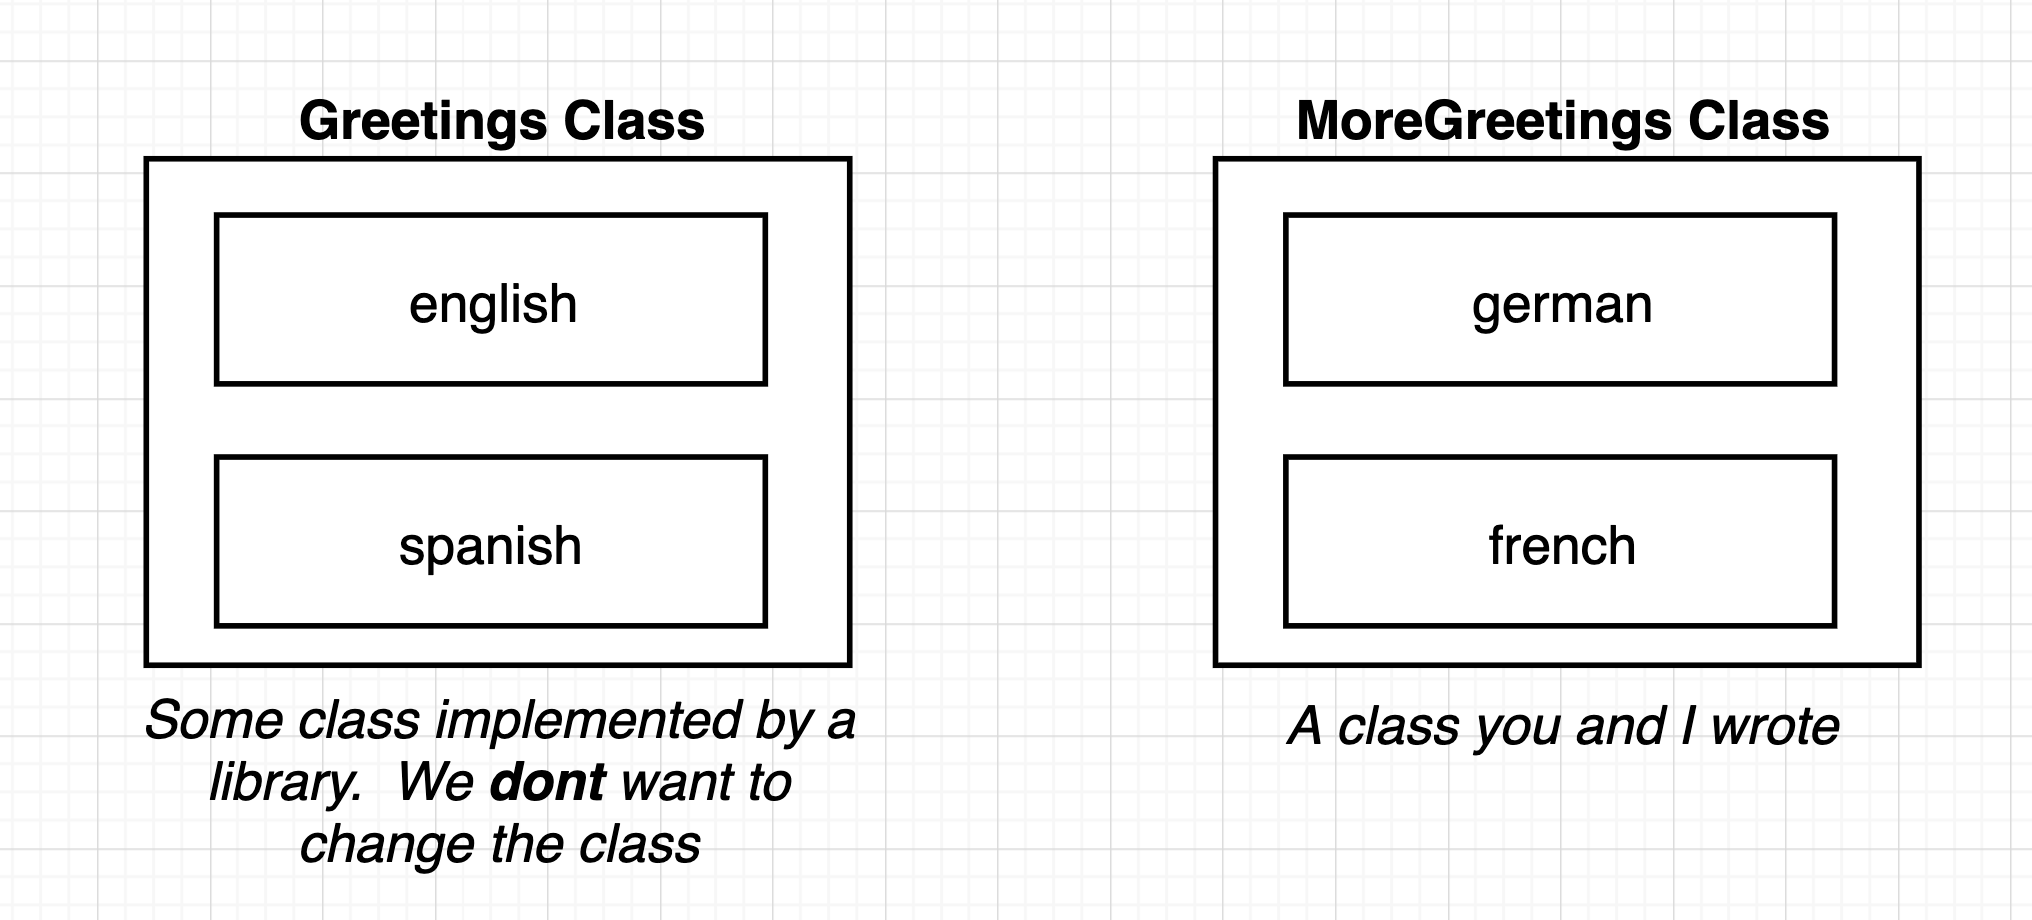 Greetings Class
english
spanish
Some class implemented by a
library. We dont want to
change the class
MoreGreetings Class
german
french
A class you and I wrote